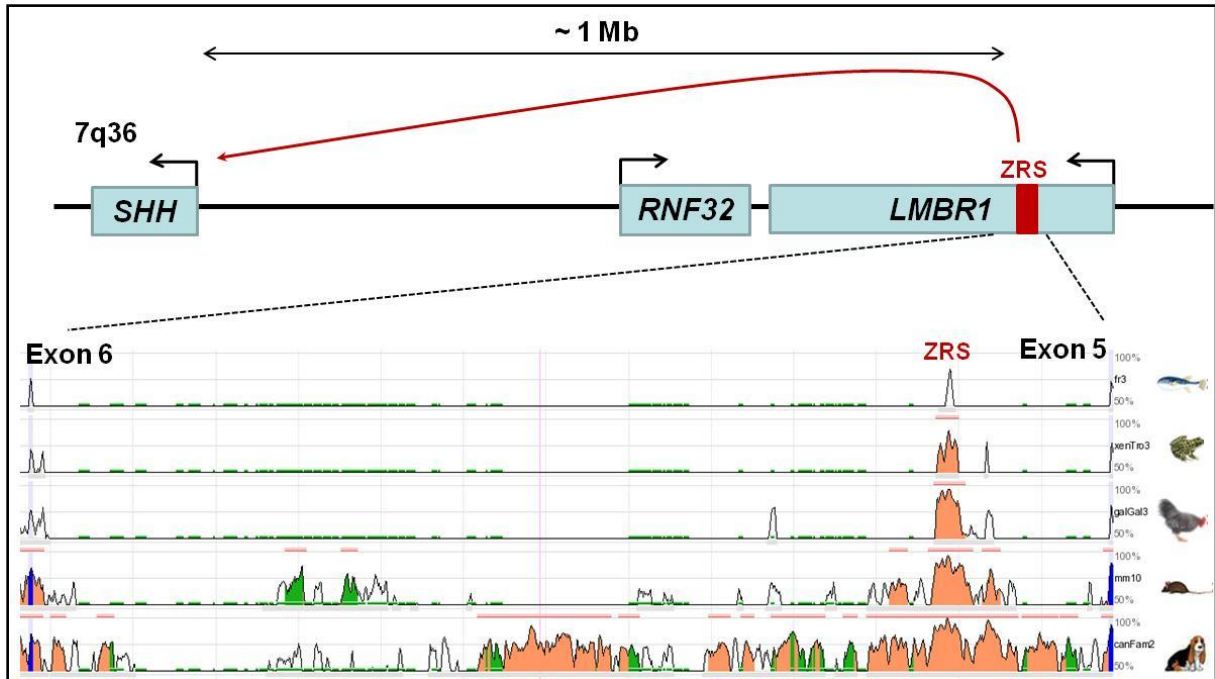 ~ 1 Mb
7q36
ZRS
SHH
RNF32
LMBR1
Exon 6
ZRS
Exon 5
100%
fr3
50%
100%
xenTro3
50%
100%
galGal3
50%
100%
mm10
50%
100%
canFam2
50%